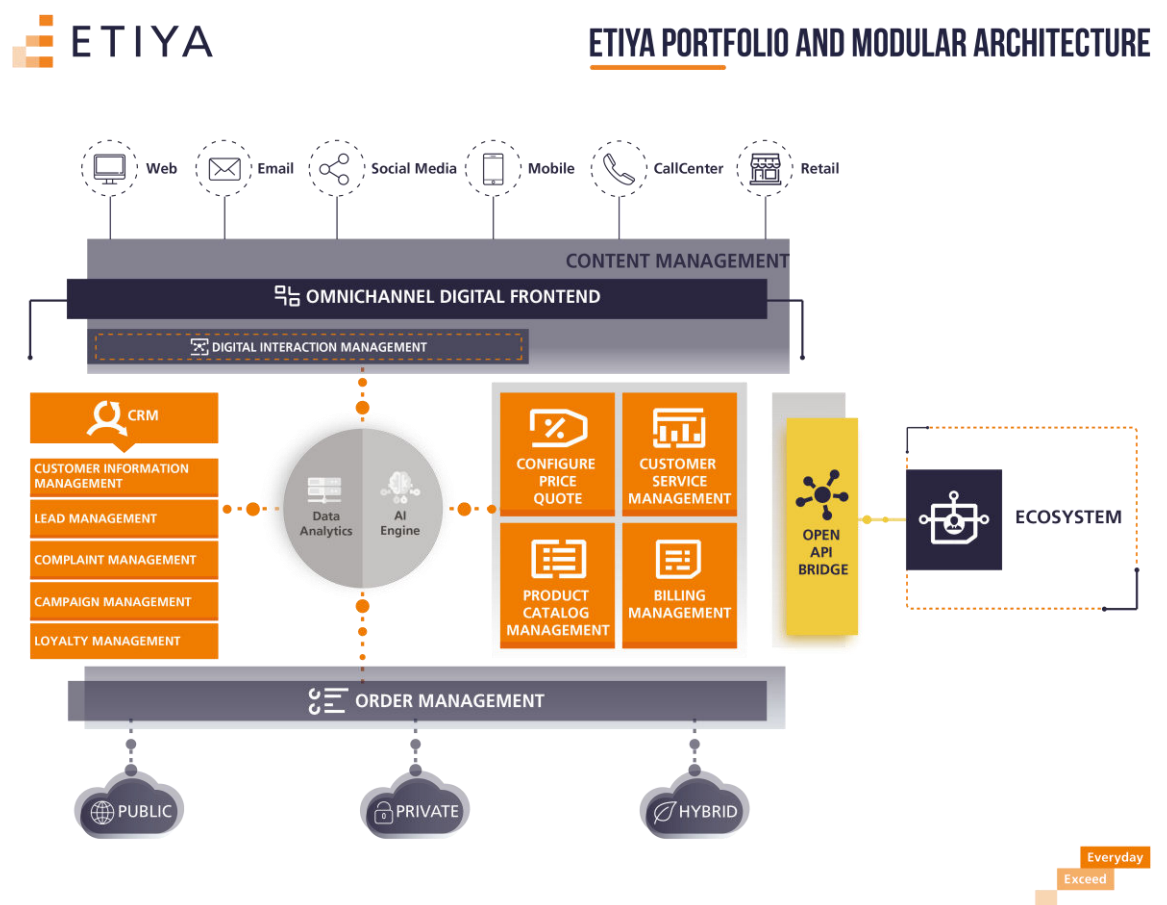 ETIYA
ETIYA PORTFOLIO AND MODULAR ARCHITECTURE
Web
Email
Social Media
Mobile
CallCenter
Retail
CONTENT MANAGEMENT
OMNICHANNEL DIGITAL FRONTEND
DIGITAL INTERACTION MANAGEMENT
CRM
CUSTOMER INFORMATION
MANAGEMENT
LEAD MANAGEMENT
COMPLAINT MANAGEMENT
CAMPAIGN MANAGEMENT
LOYALTY MANAGEMENT
Data
Analytics
AI
Engine
CONFIGURE
PRICE
QUOTE
CUSTOMER
SERVICE
MANAGEMENT
PRODUCT
CATALOG
MANAGEMENT
BILLING
MANAGEMENT
OPEN
API
BRIDGE
ECOSYSTEM
ORDER MANAGEMENT
PUBLIC
PRIVATE
HYBRID
Everyday
Exceed